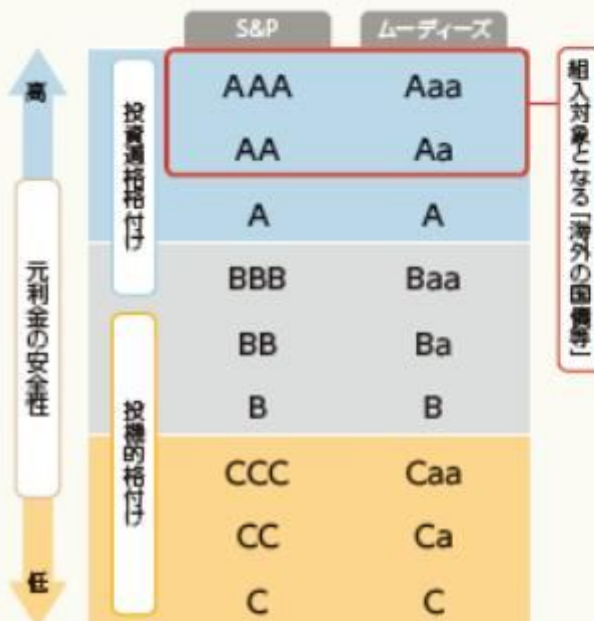 S&P ムーディーズ
高
元利金の安全性
低
投資適格格付け
投機的格付け
AAA Aaa
AA Aa
A A
BBB Baa
BB Ba
B B
CCC Caa
CC Ca
C C
組入対象となる「海外の国債等」